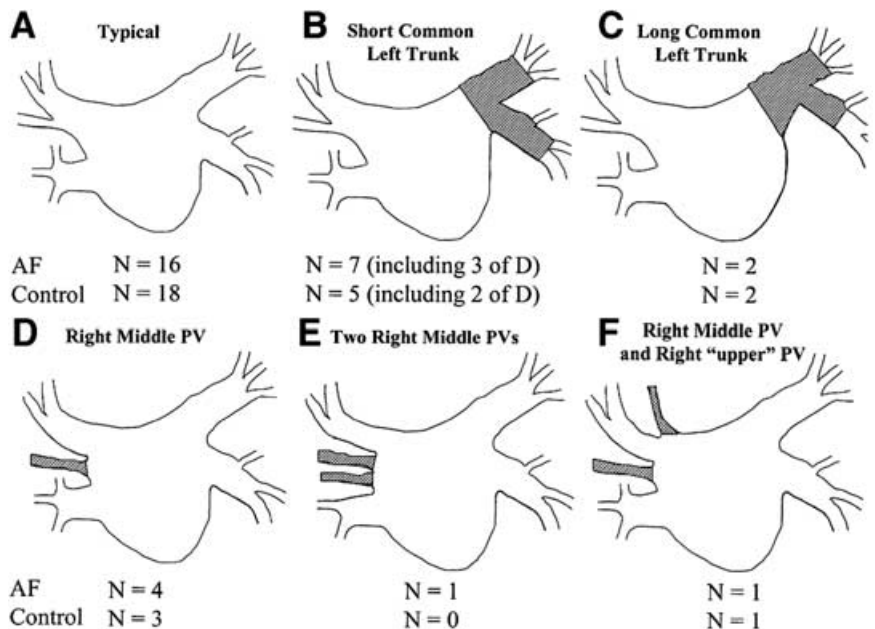 A Typical
B Short Common
Left Trunk
C Long Common
Left Trunk
AF N = 16 N = 7 (including 3 of D) N = 2
Control N = 18 N = 5 (including 2 of D) N = 2
D Right Middle PV
E Two Right Middle PVs
F Right Middle PV
and Right “upper” PV
AF N = 4 N = 1 N = 1
Control N = 3 N = 0 N = 1